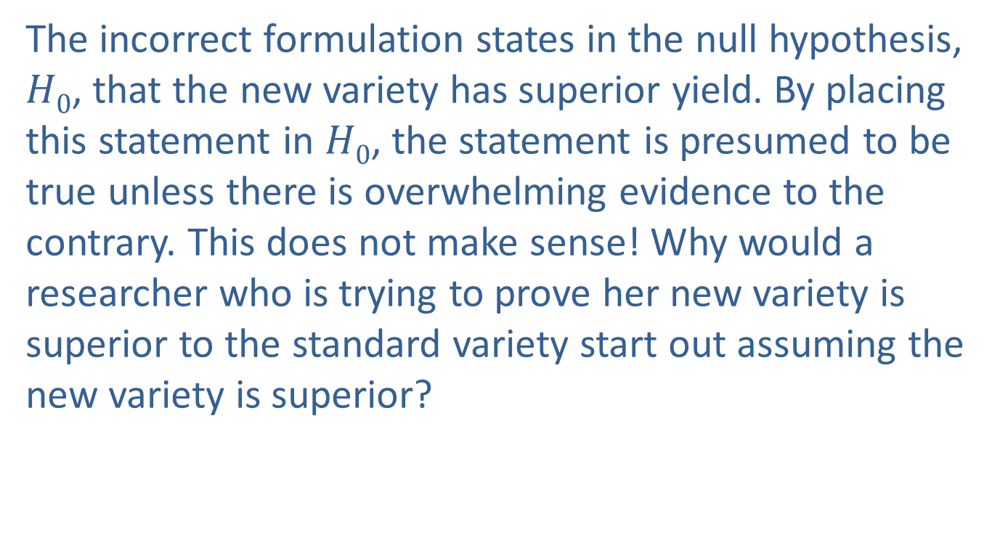 The incorrect formulation states in the null hypothesis,
H₀, that the new variety has superior yield. By placing
this statement in H₀, the statement is presumed to be
true unless there is overwhelming evidence to the
contrary. This does not make sense! Why would a
researcher who is trying to prove her new variety is
superior to the standard variety start out assuming the
new variety is superior?